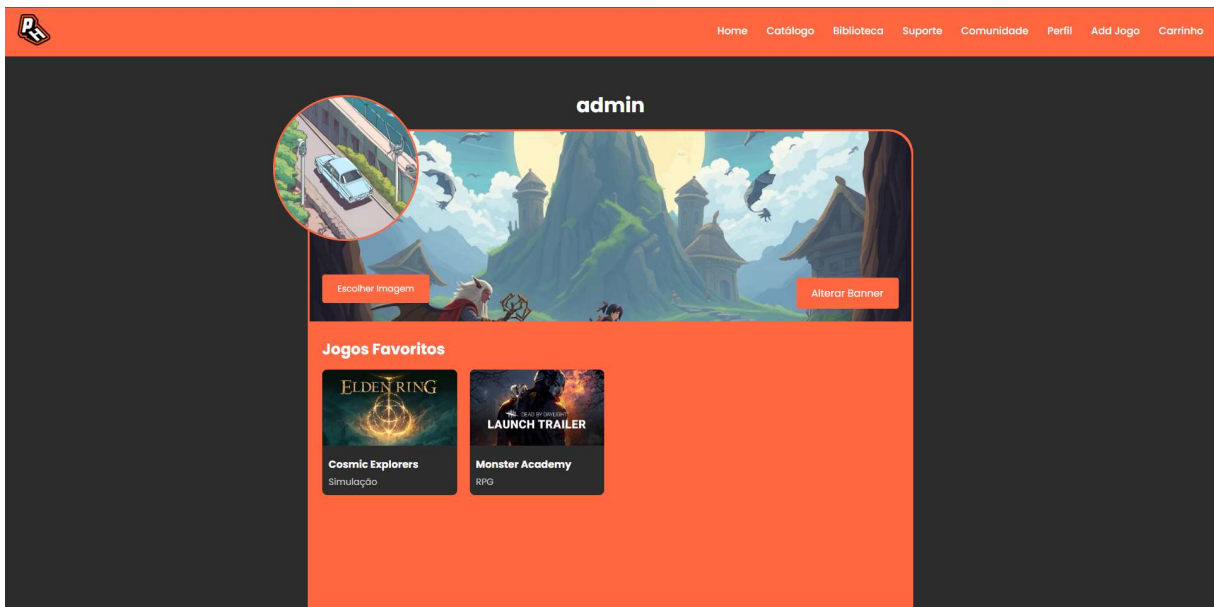 PH
Home Catálogo Biblioteca Suporte Comunidade Perfil Add Jogo Carrinho
admin
Escolher Imagem
Alterar Banner
Jogos Favoritos
ELDEN RING
DEAD BY DAYLIGHT
LAUNCH TRAILER
Cosmic Explorers
Simulação
Monster Academy
RPG